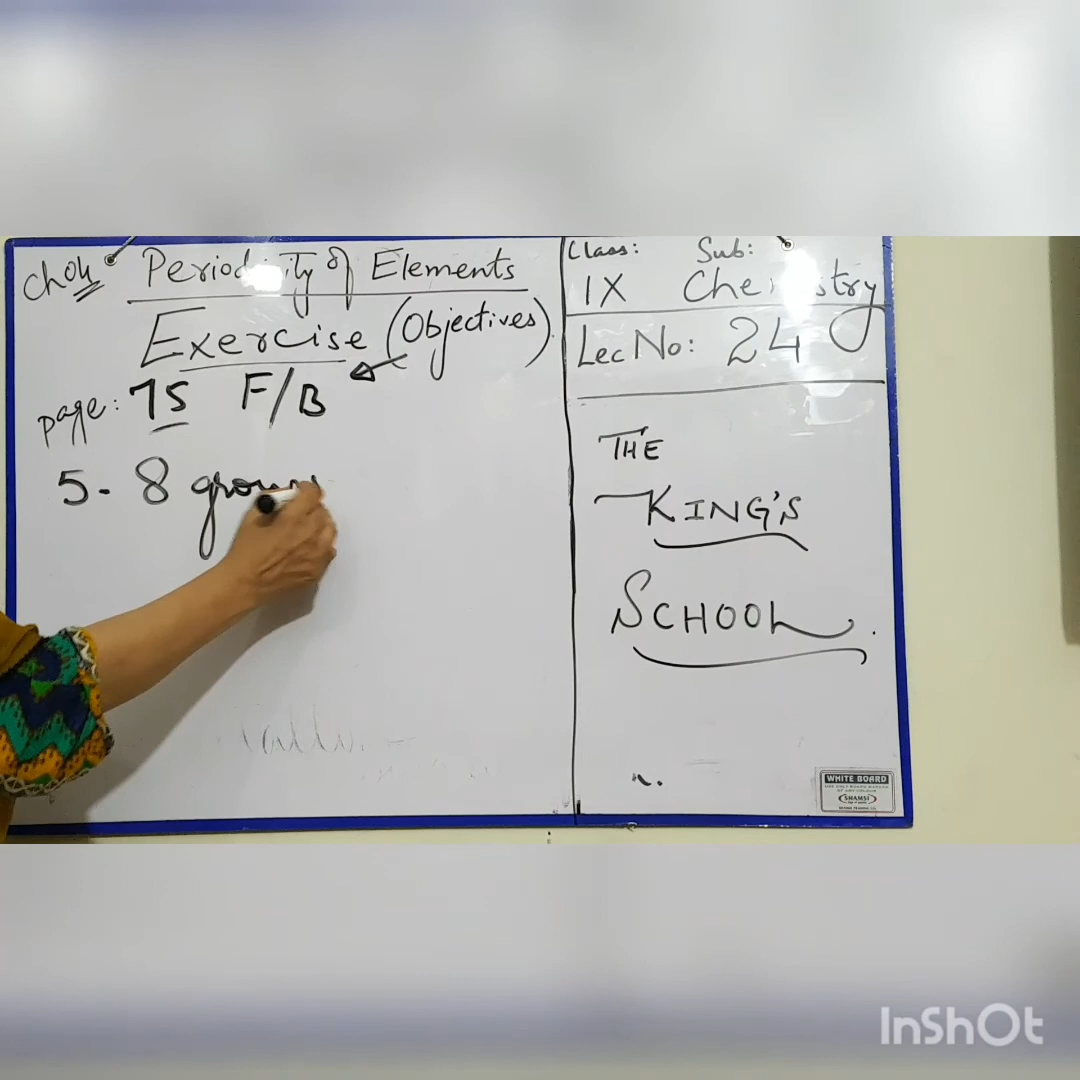 Ch04 Periodicity of Elements
Exercise (Objectives)
page: 75 F/B
5- 8 group
Class: Sub:
IX Chemistry
Lec No: 24
THE
KING'S
SCHOOL
WHITE BOARD
SHAMSI
InShOt